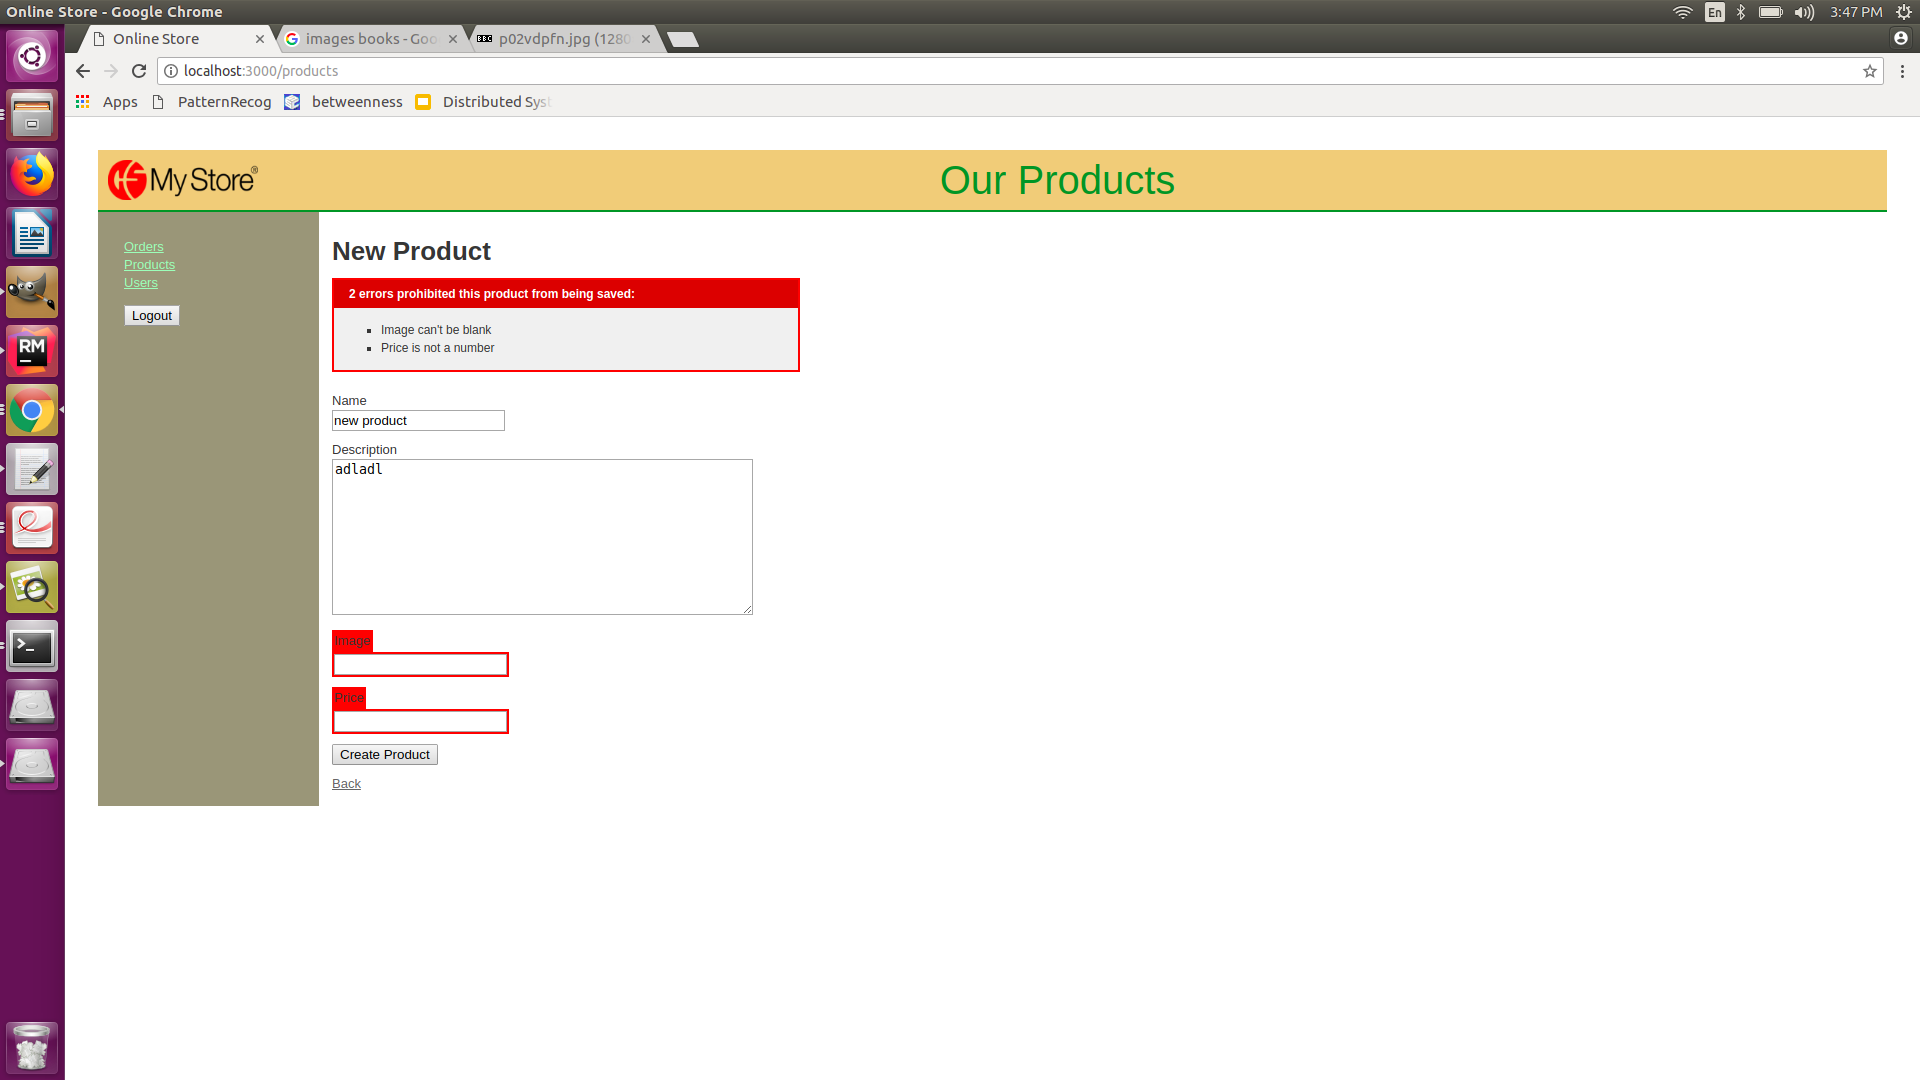 Online Store - Google Chrome
En
3:47 PM
Online Store
images books - Goo
BBC
p02vdpfn.jpg (1280
localhost:3000/products
Apps
PatternRecog
betweenness
Distributed Syst
My Store®
Our Products
Orders
Products
Users
Logout
New Product
2 errors prohibited this product from being saved:
Image can't be blank
Price is not a number
Name
new product
Description
adladl
Image
Price
Create Product
Back
RM
>_